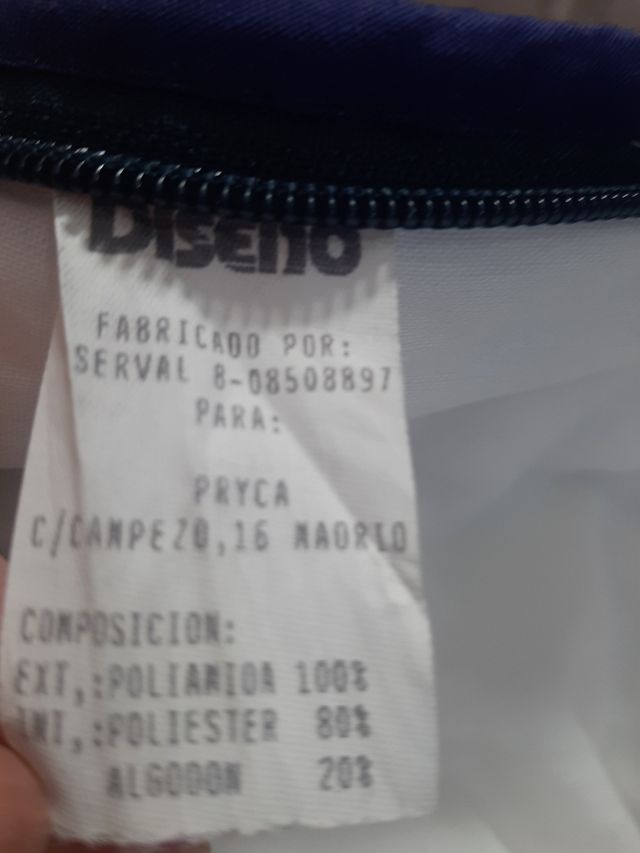 DISEÑO
FABRICADO POR:
SERVAL 8-08508897
PARA:
PRYCA
C/CAMPEZO,16 MADRID
COMPOSICION:
EXT,:POLIAMIDA 100%
INT,:POLIESTER 80%
ALGODON 20%